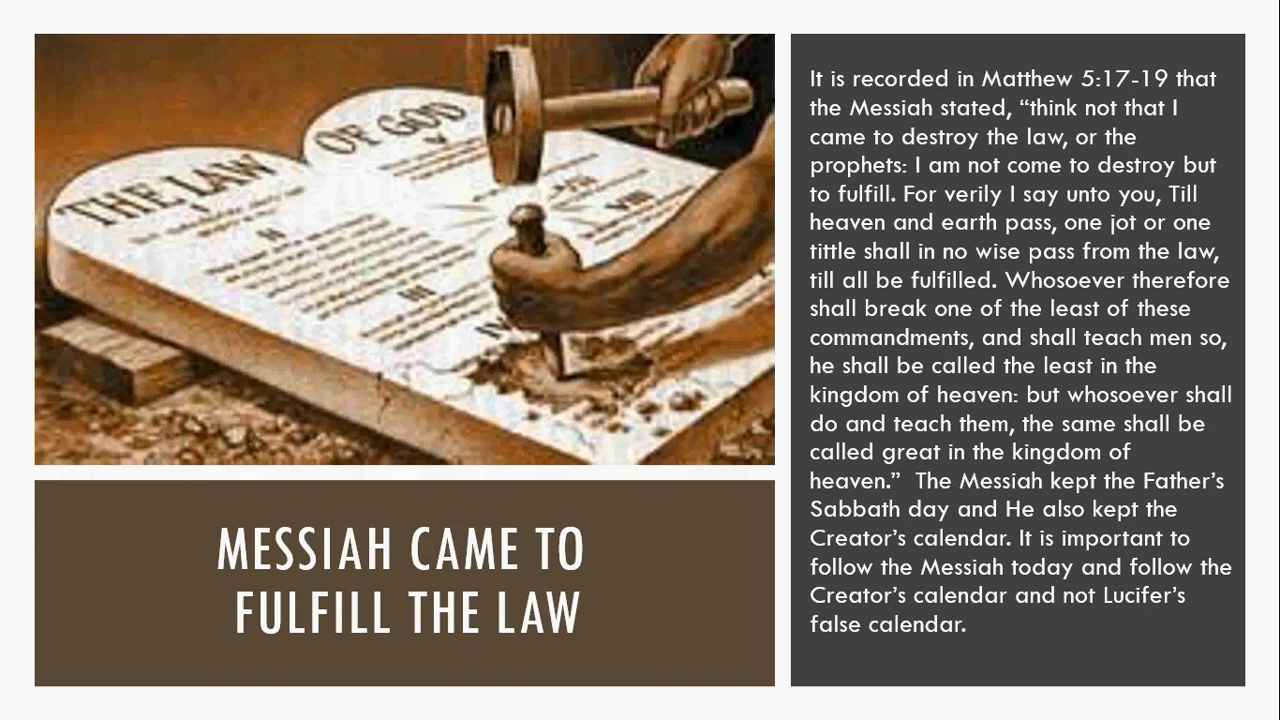 THE LAW
OF GOD
II
III
IV
VIII
MESSIAH CAME TO
FULFILL THE LAW
It is recorded in Matthew 5:17-19 that
the Messiah stated, “think not that I
came to destroy the law, or the
prophets: I am not come to destroy but
to fulfill. For verily I say unto you, Till
heaven and earth pass, one jot or one
tittle shall in no wise pass from the law,
till all be fulfilled. Whosoever therefore
shall break one of the least of these
commandments, and shall teach men so,
he shall be called the least in the
kingdom of heaven: but whosoever shall
do and teach them, the same shall be
called great in the kingdom of
heaven.”  The Messiah kept the Father’s
Sabbath day and He also kept the
Creator’s calendar. It is important to
follow the Messiah today and follow the
Creator’s calendar and not Lucifer’s
false calendar.